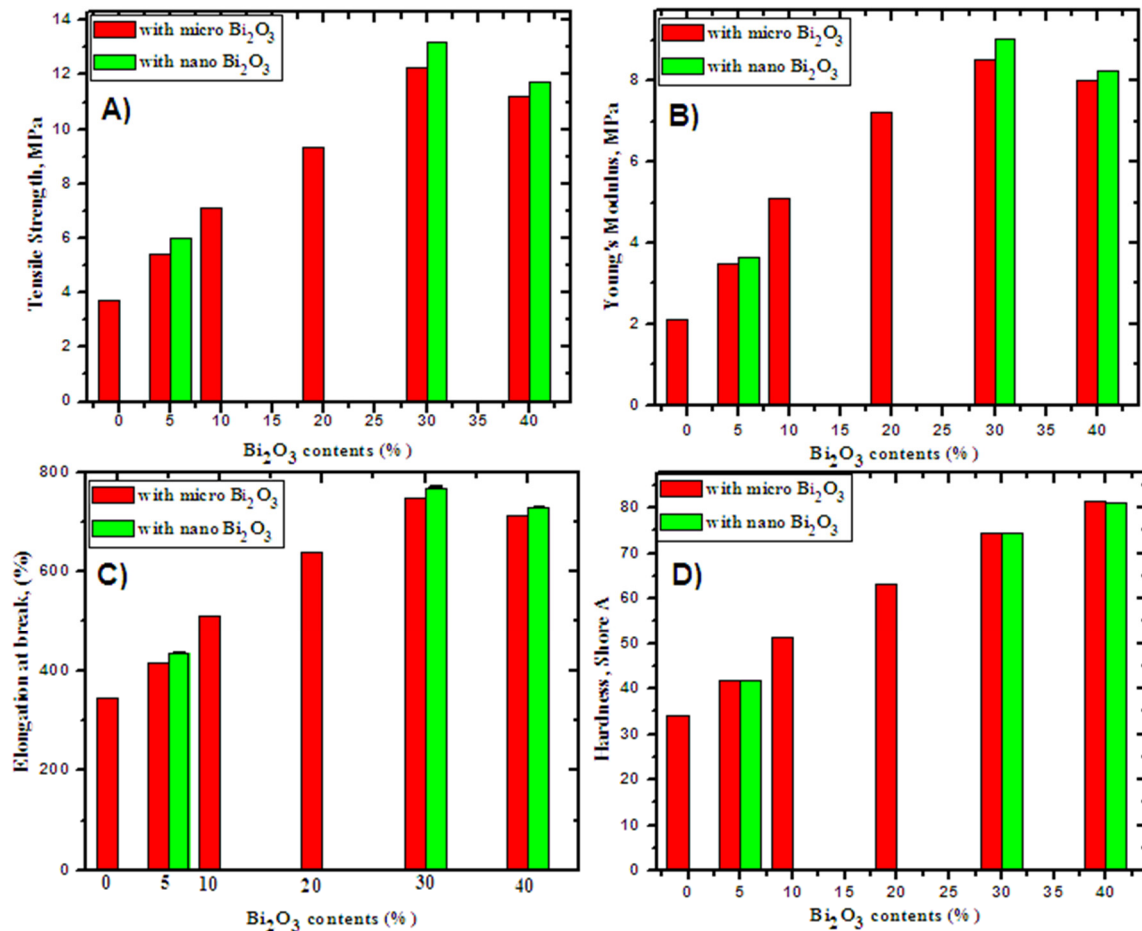 with micro Bi₂O₃
with nano Bi₂O₃
A)
Tensile Strength, MPa
14
12
10
8
6
4
2
0
0 5 10 15 20 25 30 35 40
Bi₂O₃ contents (%)
with micro Bi₂O₃
with nano Bi₂O₃
B)
Young's Modulus, MPa
8
6
4
2
0
0 5 10 15 20 25 30 35 40
Bi₂O₃ contents (%)
with micro Bi₂O₃
with nano Bi₂O₃
C)
Elongation at break, (%)
800
600
400
200
0
0 5 10 20 30 40
Bi₂O₃ contents (%)
with micro Bi₂O₃
with nano Bi₂O₃
D)
Hardness, Shore A
80
70
60
50
40
30
20
10
0
0 5 10 15 20 25 30 35 40
Bi₂O₃ contents (%)